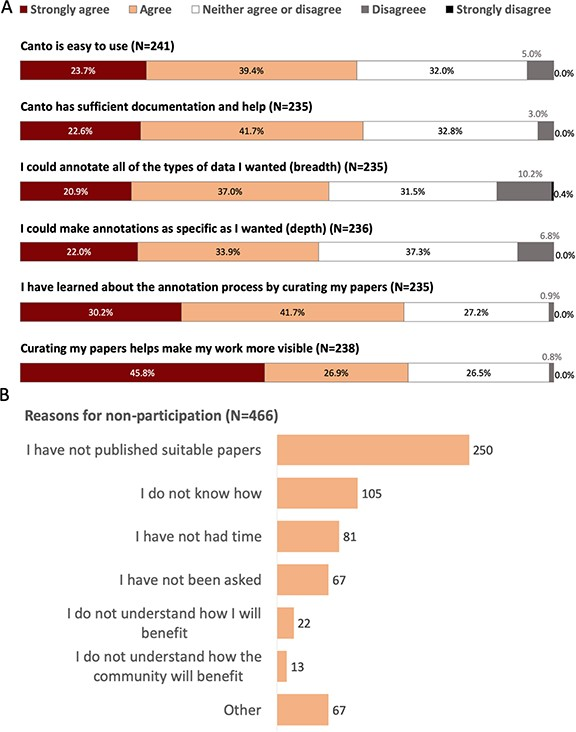 A
Strongly agree Agree Neither agree or disagree Disagreee Strongly disagree
Canto is easy to use (N=241)
5.0%
23.7% 39.4% 32.0% 0.0%
Canto has sufficient documentation and help (N=235)
3.0%
22.6% 41.7% 32.8% 0.0%
I could annotate all of the types of data I wanted (breadth) (N=235)
10.2%
20.9% 37.0% 31.5% 0.4%
I could make annotations as specific as I wanted (depth) (N=236)
6.8%
22.0% 33.9% 37.3% 0.0%
I have learned about the annotation process by curating my papers (N=235)
0.9%
30.2% 41.7% 27.2% 0.0%
Curating my papers helps make my work more visible (N=238)
0.8%
45.8% 26.9% 26.5% 0.0%
B
Reasons for non-participation (N=466)
I have not published suitable papers 250
I do not know how 105
I have not had time 81
I have not been asked 67
I do not understand how I will
benefit 22
I do not understand how the
community will benefit 13
Other 67